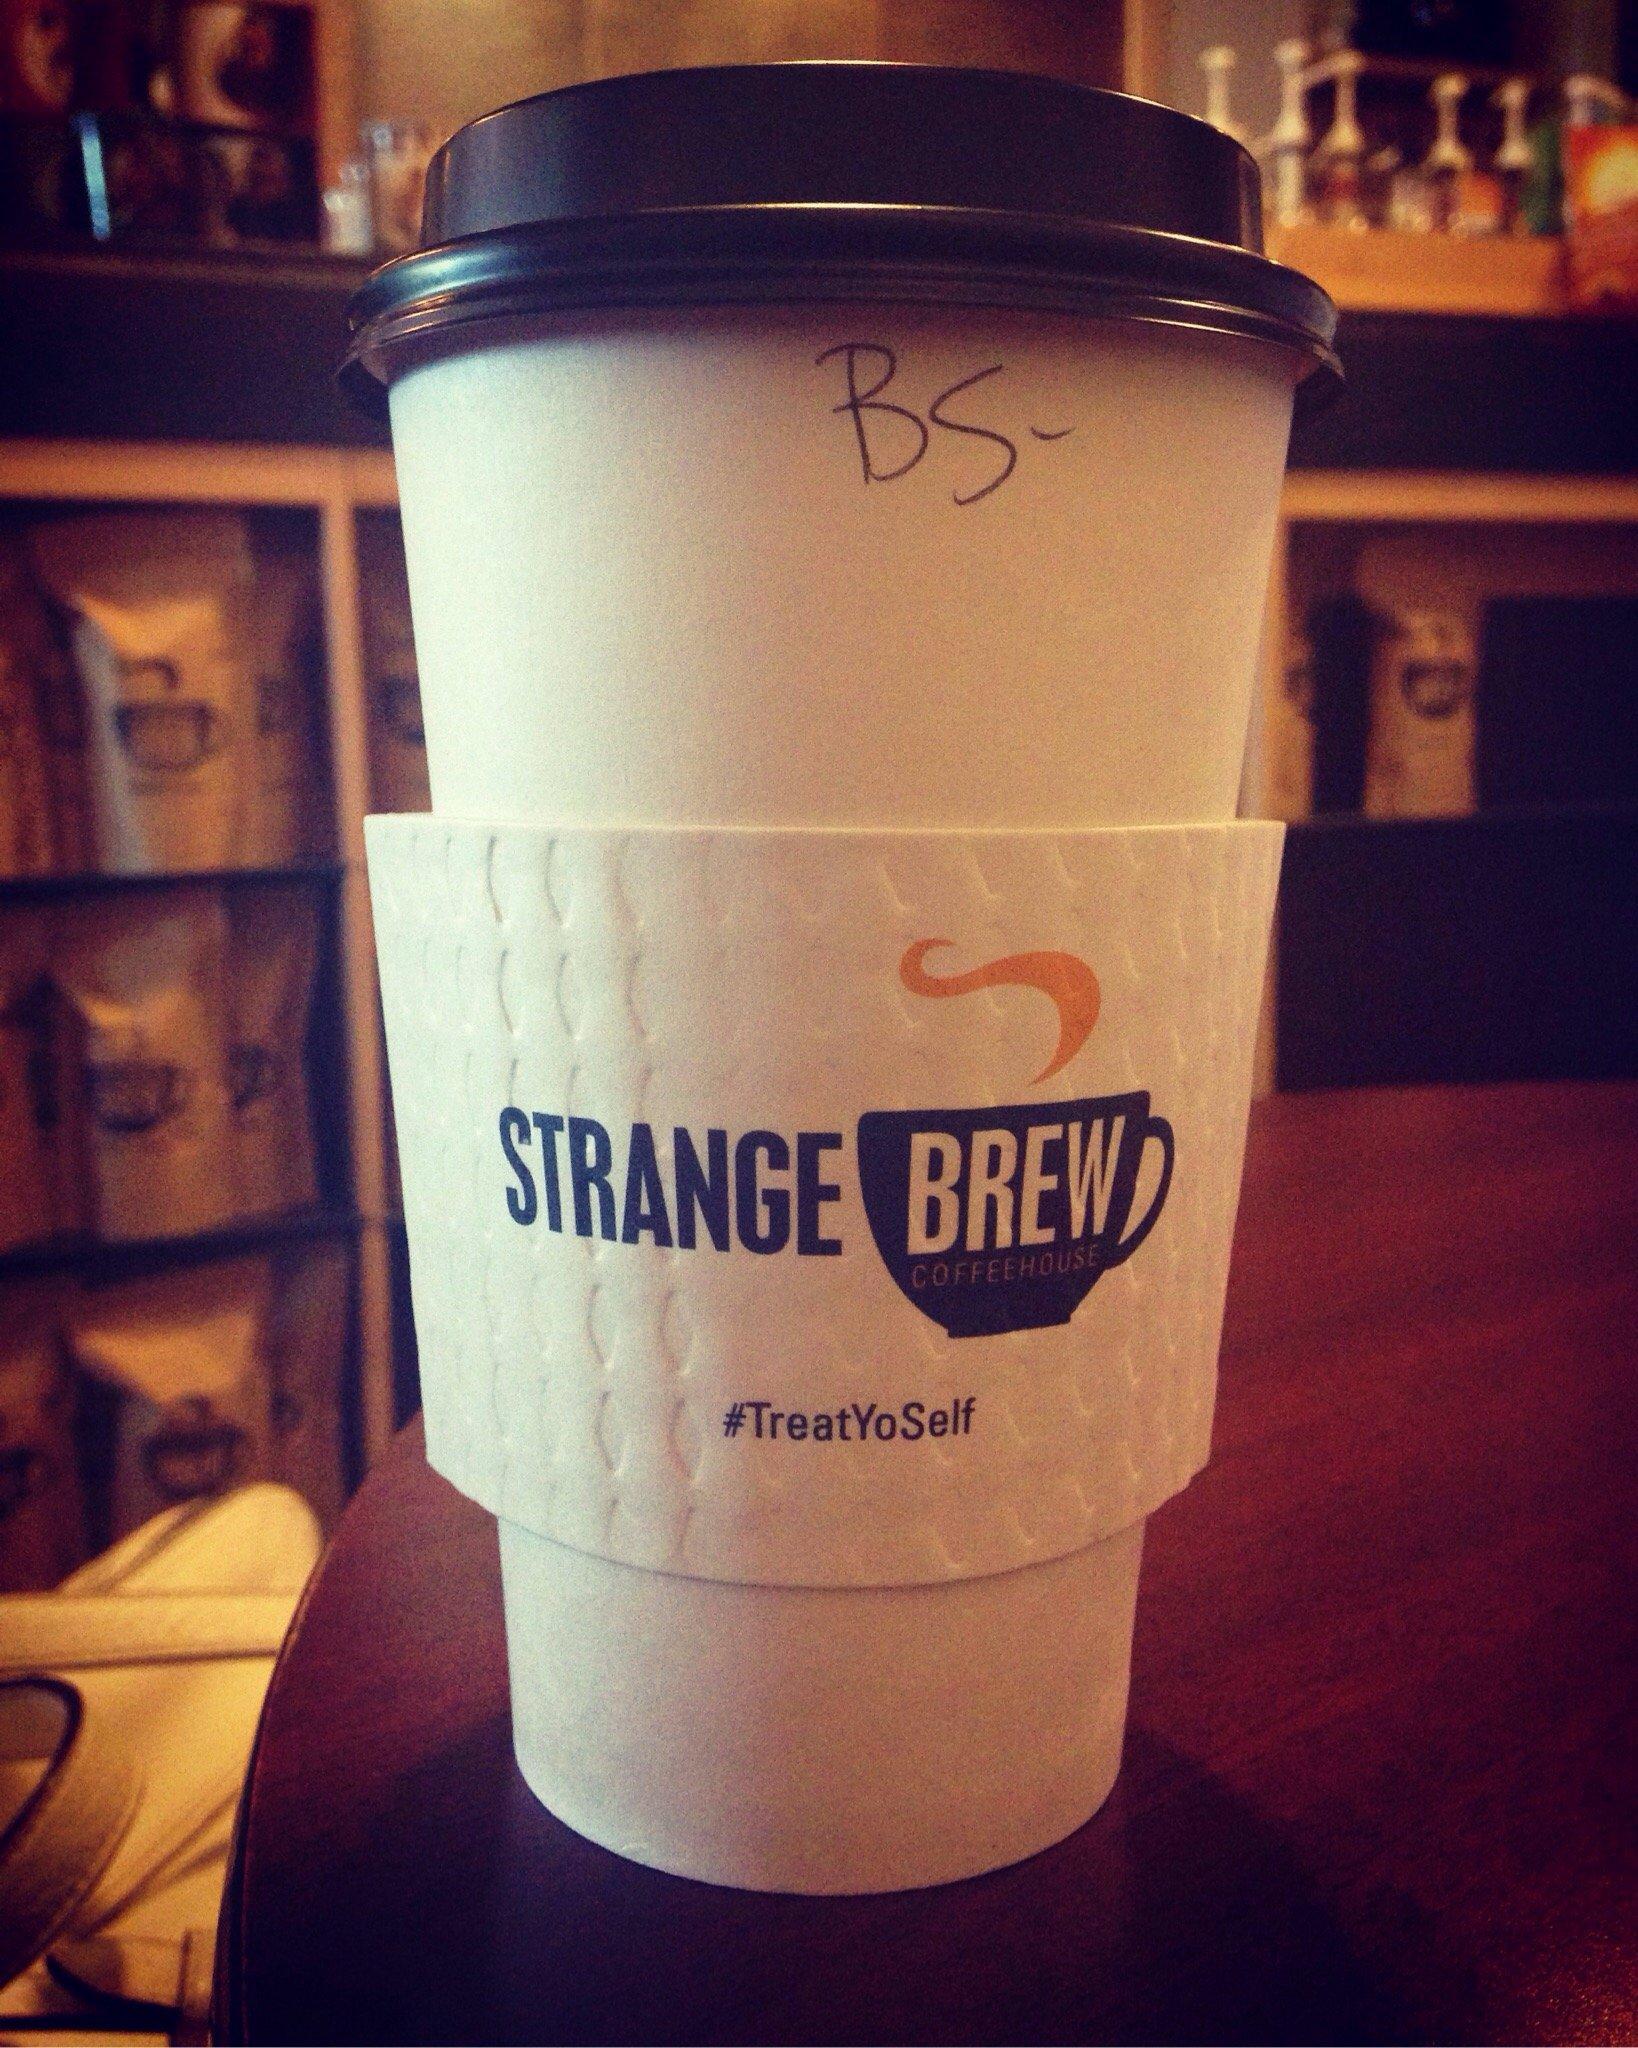 BS-
STRANGE BREW
COFFEEHOUSE
#TreatYoSelf